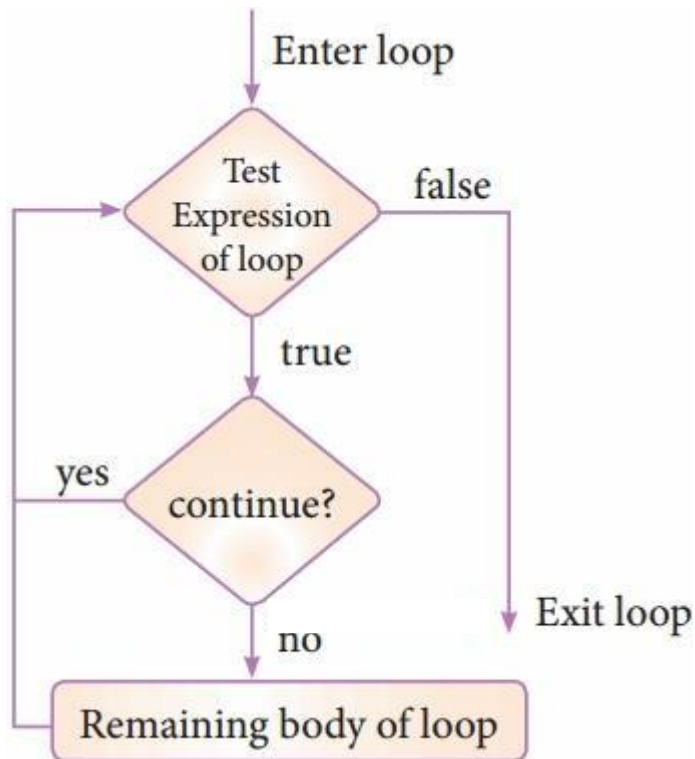 Enter loop
Test
Expression
of loop
false
true
yes
continue?
no
Exit loop
Remaining body of loop